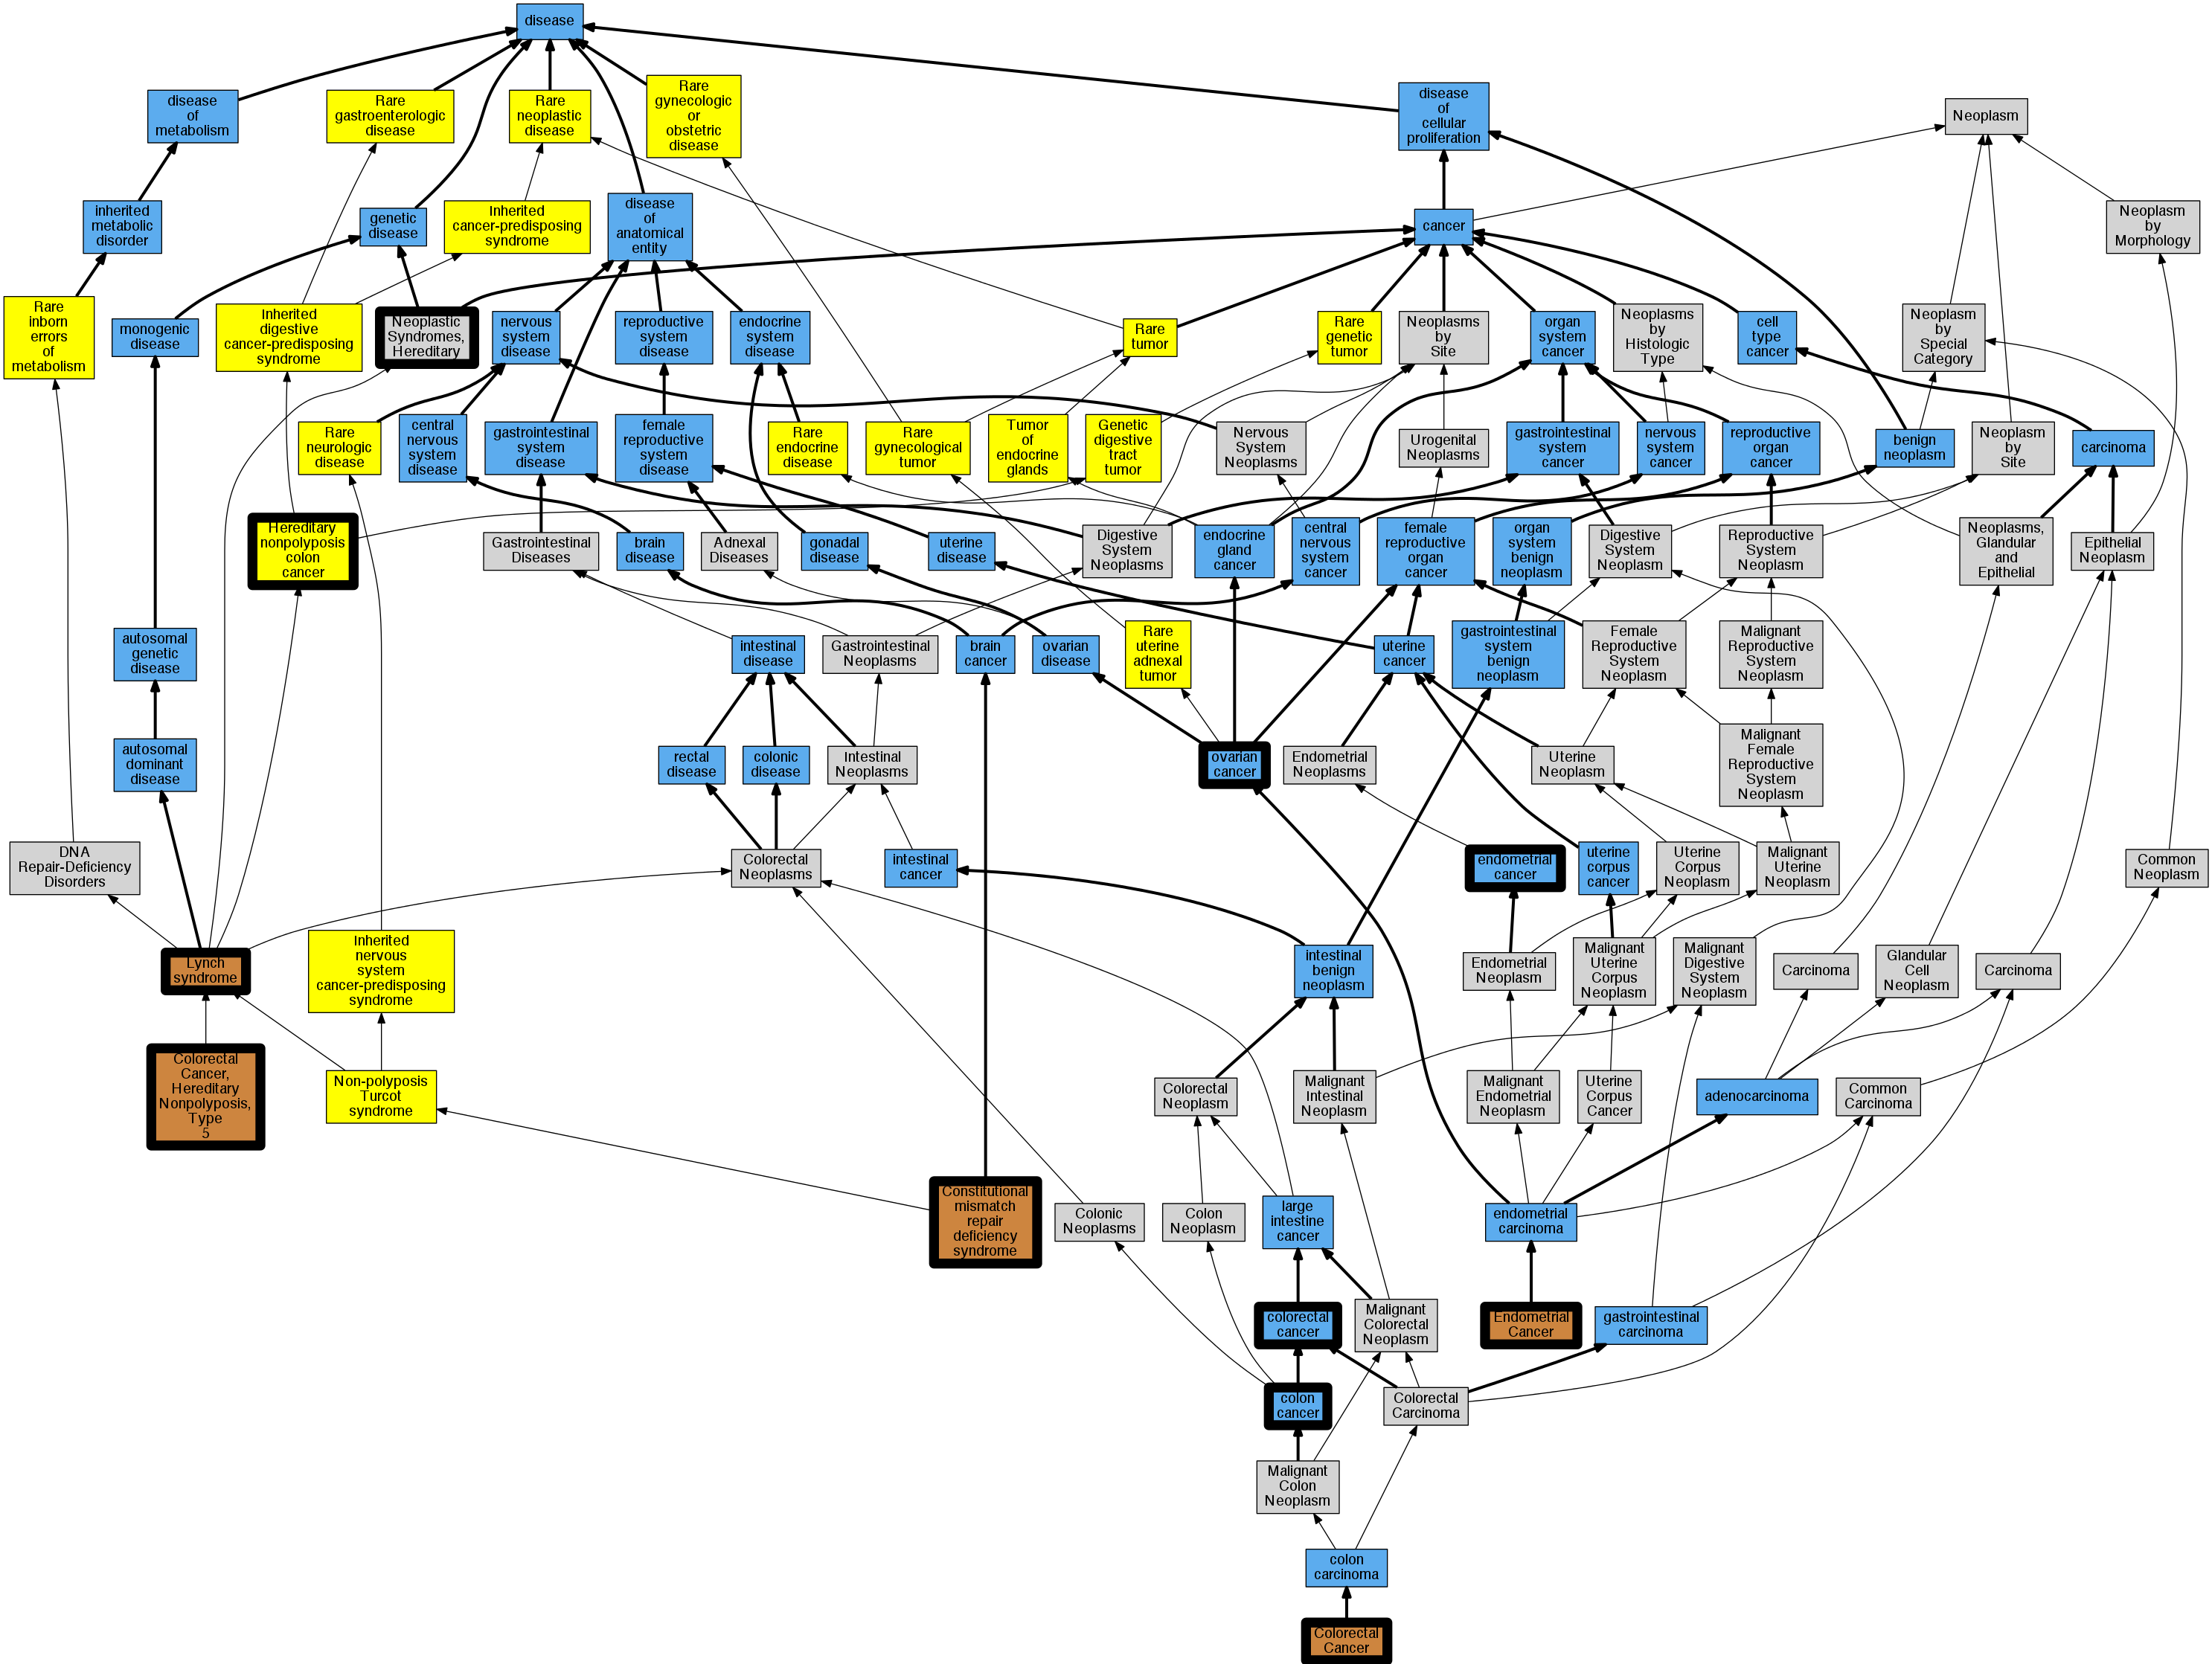 disease
disease
of
metabolism
Rare
gastroenterologic
disease
Rare
neoplastic
disease
Rare
gynecologic
or
obstetric
disease
disease
of
cellular
proliferation
Neoplasm
inherited
metabolic
disorder
genetic
disease
Inherited
cancer-predisposing
syndrome
disease
of
anatomical
entity
cancer
Neoplasm
by
Morphology
Rare
inborn
errors
of
metabolism
monogenic
disease
Inherited
digestive
cancer-predisposing
syndrome
Neoplastic
Syndromes,
Hereditary
nervous
system
disease
reproductive
system
disease
endocrine
system
disease
Rare
tumor
Rare
genetic
tumor
Neoplasms
by
Site
organ
system
cancer
Neoplasms
by
Histologic
Type
cell
type
cancer
Neoplasm
by
Special
Category
Rare
neurologic
disease
central
nervous
system
disease
gastrointestinal
system
disease
female
reproductive
system
disease
Rare
endocrine
disease
Rare
gynecological
tumor
Tumor
of
endocrine
glands
Genetic
digestive
tract
tumor
Nervous
System
Neoplasms
Urogenital
Neoplasms
gastrointestinal
system
cancer
nervous
system
cancer
reproductive
organ
cancer
benign
neoplasm
Neoplasm
by
Site
carcinoma
Hereditary
nonpolyposis
colon
cancer
Gastrointestinal
Diseases
brain
disease
Adnexal
Diseases
gonadal
disease
uterine
disease
Digestive
System
Neoplasms
endocrine
gland
cancer
central
nervous
system
cancer
female
reproductive
organ
cancer
organ
system
benign
neoplasm
Digestive
System
Neoplasm
Reproductive
System
Neoplasm
Neoplasms,
Glandular
and
Epithelial
Epithelial
Neoplasm
autosomal
genetic
disease
intestinal
disease
Gastrointestinal
Neoplasms
brain
cancer
ovarian
disease
Rare
uterine
adnexal
tumor
uterine
cancer
gastrointestinal
system
benign
neoplasm
Female
Reproductive
System
Neoplasm
Malignant
Reproductive
System
Neoplasm
autosomal
dominant
disease
rectal
disease
colonic
disease
Intestinal
Neoplasms
ovarian
cancer
Endometrial
Neoplasms
Uterine
Neoplasm
Malignant
Female
Reproductive
System
Neoplasm
DNA
Repair-Deficiency
Disorders
Colorectal
Neoplasms
intestinal
cancer
endometrial
cancer
uterine
corpus
cancer
Uterine
Corpus
Neoplasm
Malignant
Uterine
Neoplasm
Common
Neoplasm
Lynch
syndrome
Inherited
nervous
system
cancer-predisposing
syndrome
intestinal
benign
neoplasm
Endometrial
Neoplasm
Malignant
Uterine
Corpus
Neoplasm
Malignant
Digestive
System
Neoplasm
Carcinoma
Glandular
Cell
Neoplasm
Carcinoma
Colorectal
Cancer,
Hereditary
Nonpolyposis,
Type
5
Non-polyposis
Turcot
syndrome
Colorectal
Neoplasm
Malignant
Intestinal
Neoplasm
Malignant
Endometrial
Neoplasm
Uterine
Corpus
Cancer
adenocarcinoma
Common
Carcinoma
Constitutional
mismatch
repair
deficiency
syndrome
Colonic
Neoplasms
Colon
Neoplasm
large
intestine
cancer
endometrial
carcinoma
colorectal
cancer
Malignant
Colorectal
Neoplasm
Endometrial
Cancer
gastrointestinal
carcinoma
colon
cancer
Colorectal
Carcinoma
Malignant
Colon
Neoplasm
colon
carcinoma
Colorectal
Cancer